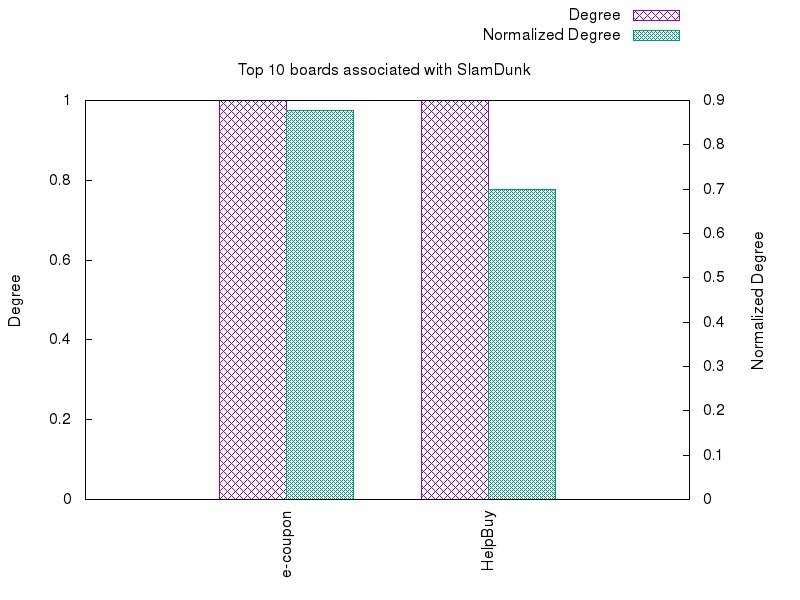 Degree
Normalized Degree
Top 10 boards associated with SlamDunk
1
0.8
0.6
0.4
0.2
0
0.9
0.8
0.7
0.6
0.5
0.4
0.3
0.2
0.1
0
Degree
Normalized Degree
e-coupon
HelpBuy